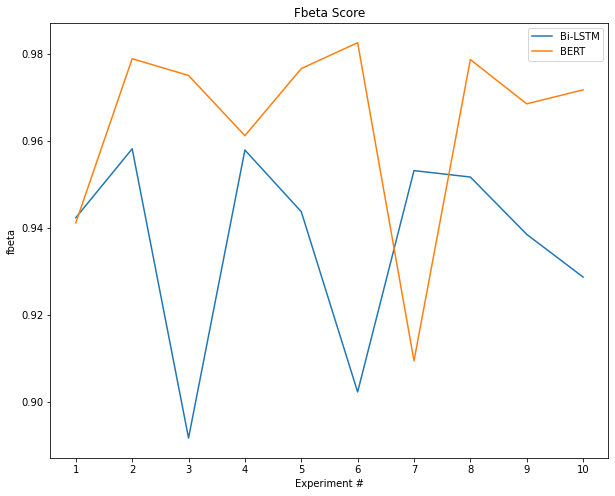 Fbeta Score
Bi-LSTM
BERT
0.98
0.96
0.94
0.92
0.90
fbeta
1 2 3 4 5 6 7 8 9 10
Experiment #